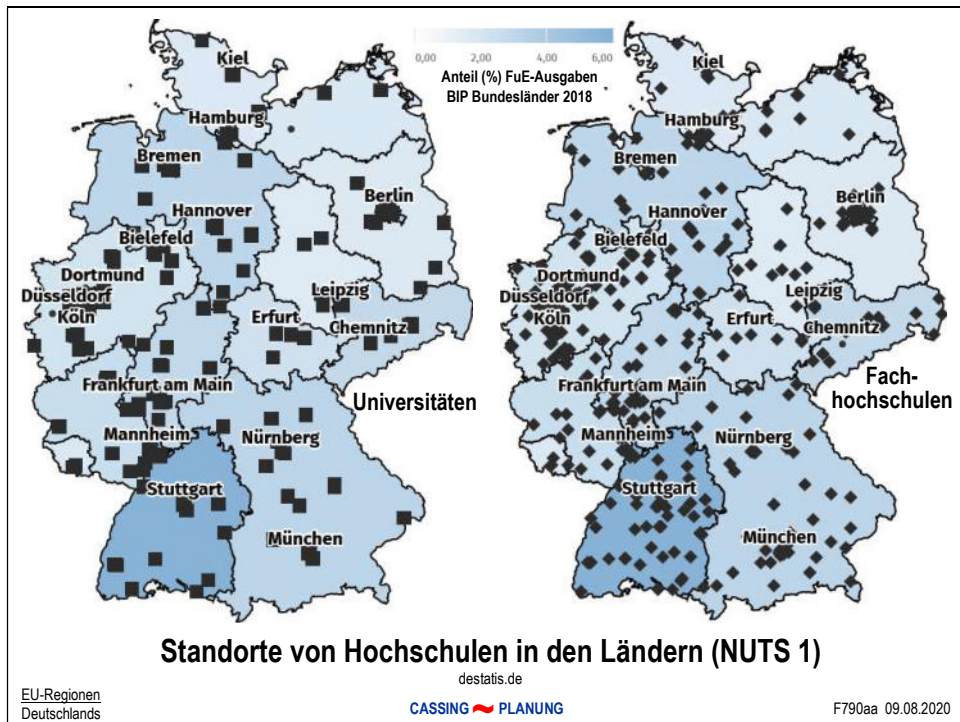 0,00 2,00 4,00 6,00
Anteil (%) FuE-Ausgaben
BIP Bundesländer 2018
Kiel
Hamburg
Bremen
Berlin
Hannover
Bielefeld
Dortmund
Düsseldorf
Leipzig
Köln
Erfurt
Chemnitz
Frankfurt am Main
Universitäten
Mannheim
Nürnberg
Stuttgart
München
Kiel
Hamburg
Bremen
Berlin
Hannover
Bielefeld
Dortmund
Düsseldorf
Leipzig
Köln
Erfurt
Chemnitz
Frankfurt am Main
Fach-
hochschulen
Mannheim
Nürnberg
Stuttgart
München
Standorte von Hochschulen in den Ländern (NUTS 1)
destatis.de
EU-Regionen
Deutschlands
CASSING PLANUNG
F790aa 09.08.2020